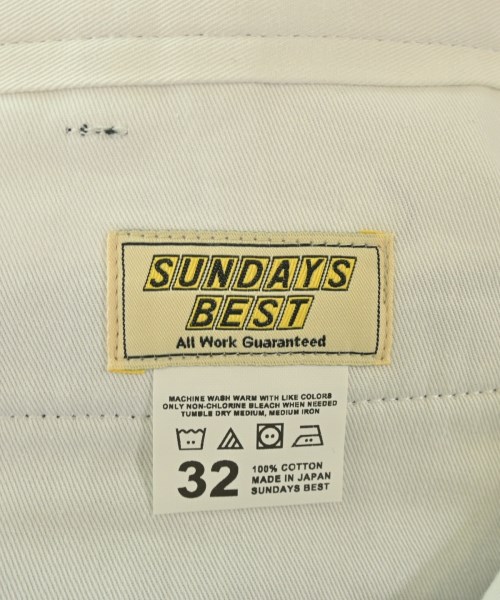 SUNDAYS
BEST
All Work Guaranteed
MACHINE WASH WARM WITH LIKE COLORS
ONLY NON-CHLORINE BLEACH WHEN NEEDED
TUMBLE DRY MEDIUM, MEDIUM IRON
32
100% COTTON
MADE IN JAPAN
SUNDAYS BEST